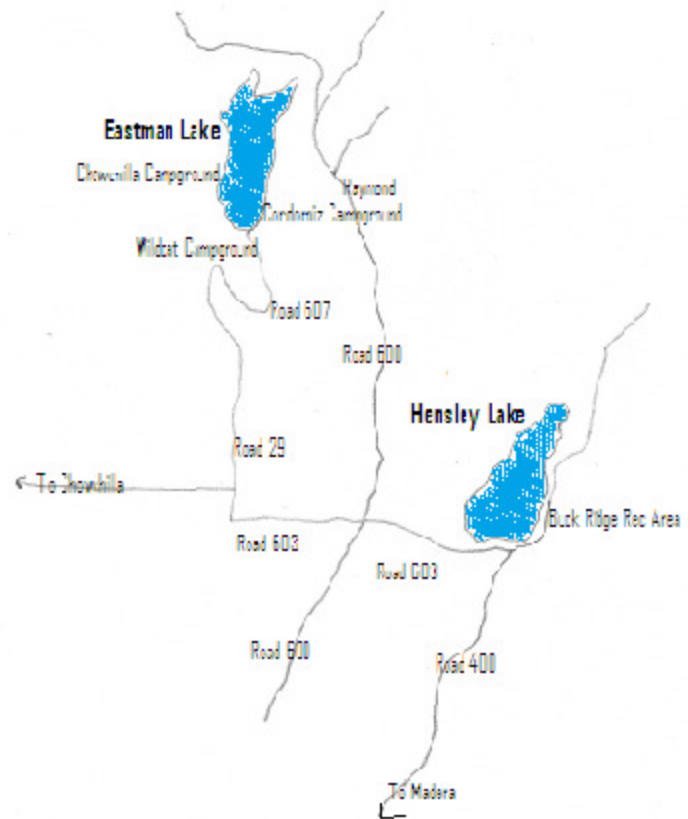 Eastman Lake
Chowchilla Campground
Raymond
Cordorniz Campground
Wildcat Campground
Road 607
Road 600
Hensley Lake
Road 29
To Chowchilla
Buck Ridge Rec Area
Road 603
Road 603
Road 600
Road 400
To Madera